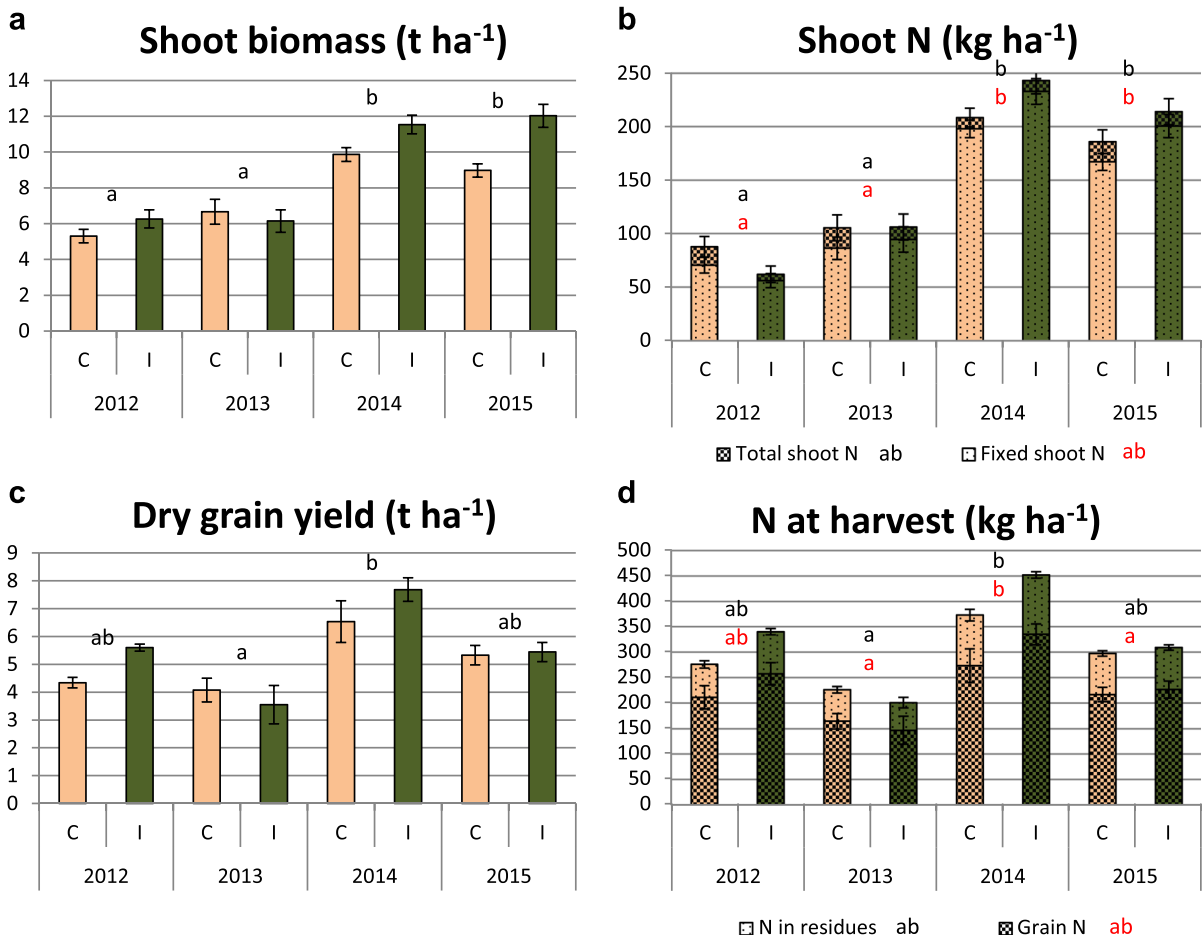 a
Shoot biomass (t ha⁻¹)
14
12
10
8
6
4
2
0
a
a
b
b
C I C I C I C I
2012 2013 2014 2015
b
Shoot N (kg ha⁻¹)
250
200
150
100
50
0
a
a
a
a
b
b
b
b
C I C I C I C I
2012 2013 2014 2015
Total shoot N ab Fixed shoot N ab
c
Dry grain yield (t ha⁻¹)
9
8
7
6
5
4
3
2
1
0
ab
a
b
ab
C I C I C I C I
2012 2013 2014 2015
d
N at harvest (kg ha⁻¹)
500
450
400
350
300
250
200
150
100
50
0
ab
ab
a
a
b
b
ab
a
C I C I C I C I
2012 2013 2014 2015
N in residues ab Grain N ab